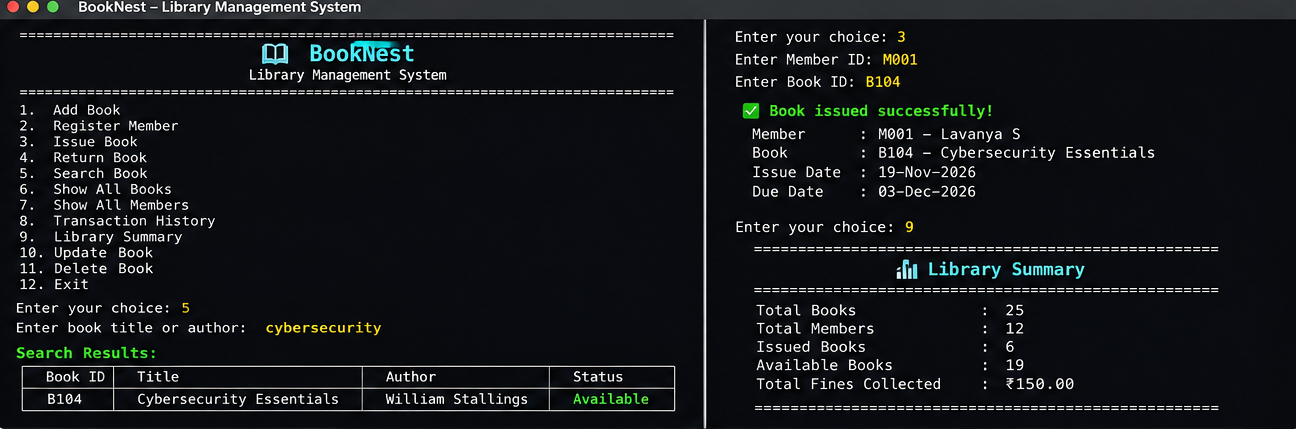 BookNest – Library Management System
==========================================================================
BookNest
Library Management System
==========================================================================
1. Add Book
2. Register Member
3. Issue Book
4. Return Book
5. Search Book
6. Show All Books
7. Show All Members
8. Transaction History
9. Library Summary
10. Update Book
11. Delete Book
12. Exit
Enter your choice: 5
Enter book title or author: cybersecurity
Search Results:
Book ID Title Author Status
B104 Cybersecurity Essentials William Stallings Available
Enter your choice: 3
Enter Member ID: M001
Enter Book ID: B104
✅ Book issued successfully!
Member : M001 – Lavanya S
Book : B104 – Cybersecurity Essentials
Issue Date : 19–Nov–2026
Due Date : 03–Dec–2026
Enter your choice: 9
=====================================================
Library Summary
=====================================================
Total Books : 25
Total Members : 12
Issued Books : 6
Available Books : 19
Total Fines Collected : ₹150.00
=====================================================